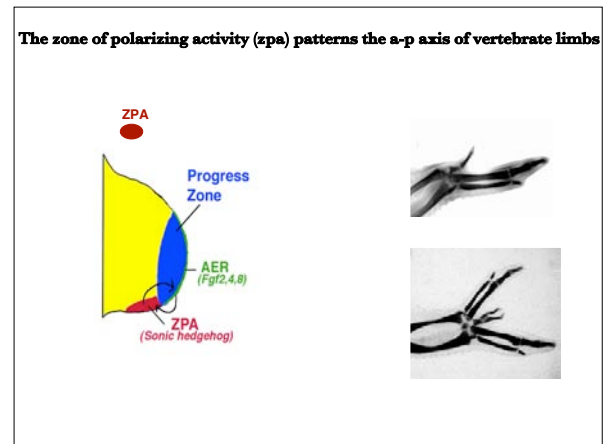 The zone of polarizing activity (zpa) patterns the a-p axis of vertebrate limbs
ZPA
Progress
Zone
AER
(Fgf2,4,8)
ZPA
(Sonic hedgehog)